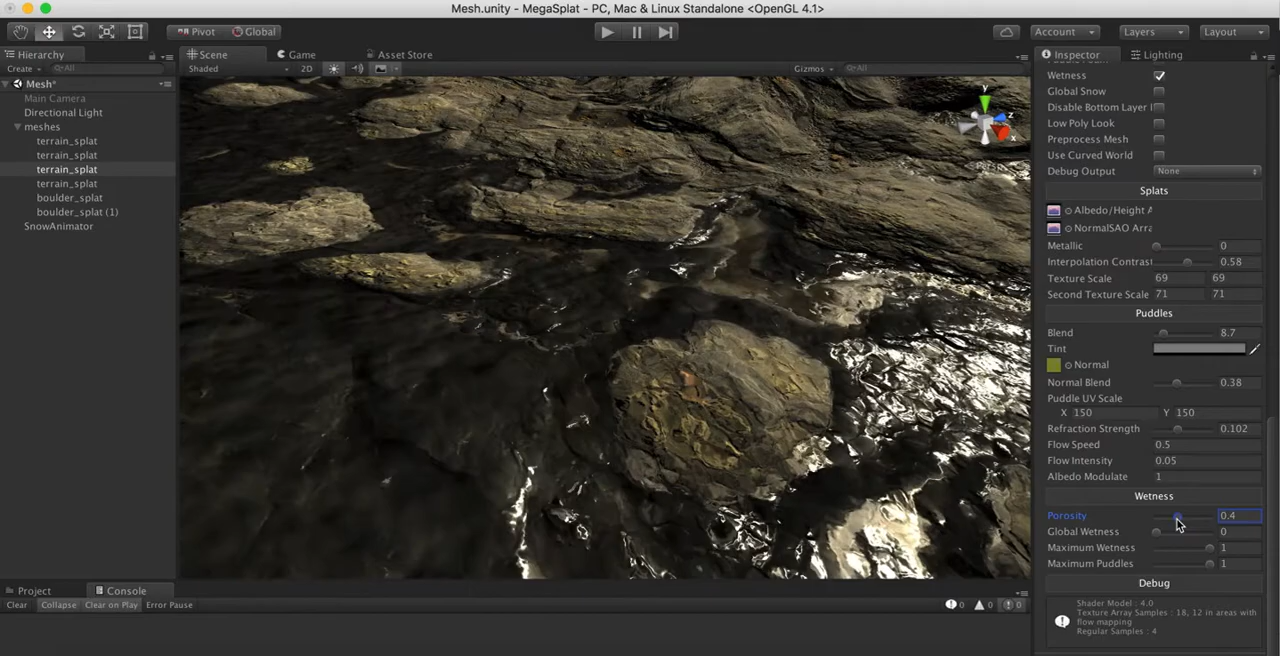 Mesh.unity - MegaSplat - PC, Mac & Linux Standalone <OpenGL 4.1>
Pivot Global Account Layers Layout
Hierarchy Scene Game Asset Store Inspector Lighting
Create All Shaded 2D Gizmos All
Mesh*
Main Camera
Directional Light
meshes
terrain_splat
terrain_splat
terrain_splat
terrain_splat
boulder_splat
boulder_splat (1)
SnowAnimator
y
z
x
Wetness
Global Snow
Disable Bottom Layer
Low Poly Look
Preprocess Mesh
Use Curved World
Debug Output None
Splats
Albedo/Height A
NormalSAO Arra
Metallic 0
Interpolation Contrast 0.58
Texture Scale 69 69
Second Texture Scale 71 71
Puddles
Blend 8.7
Tint
Normal
Normal Blend 0.38
Puddle UV Scale
X 150 Y 150
Refraction Strength 0.102
Flow Speed 0.5
Flow Intensity 0.05
Albedo Modulate 1
Wetness
Porosity 0.4
Global Wetness 0
Maximum Wetness 1
Maximum Puddles 1
Debug
Shader Model : 4.0
Texture Array Samples : 18, 12 in areas with
flow mapping
Regular Samples : 4
Project Console
Clear Collapse Clear on Play Error Pause 0 0 0